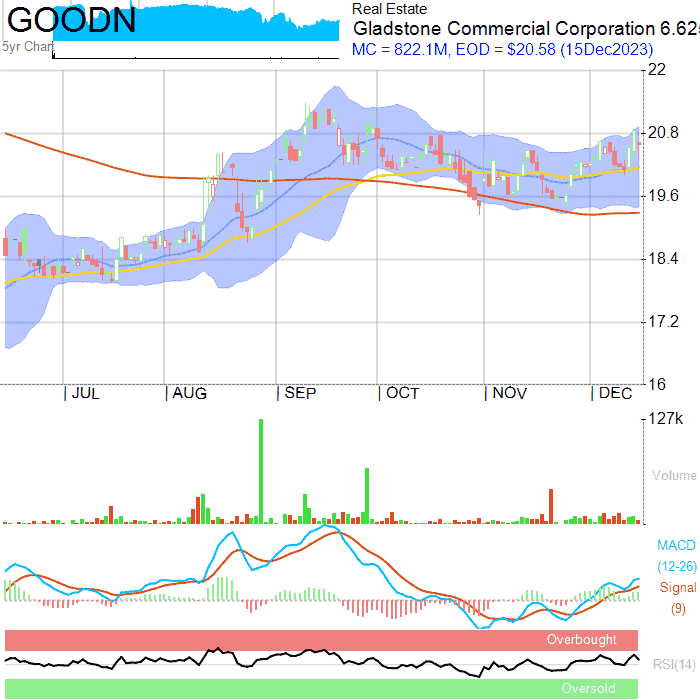 GOODN
5yr Chart
Real Estate
Gladstone Commercial Corporation 6.625
MC = 822.1M, EOD = $20.58 (15Dec2023)
22
20.8
19.6
18.4
17.2
16
JUL AUG SEP OCT NOV DEC
127k
Volume
MACD
(12-26)
Signal
(9)
Overbought
RSI(14)
Oversold